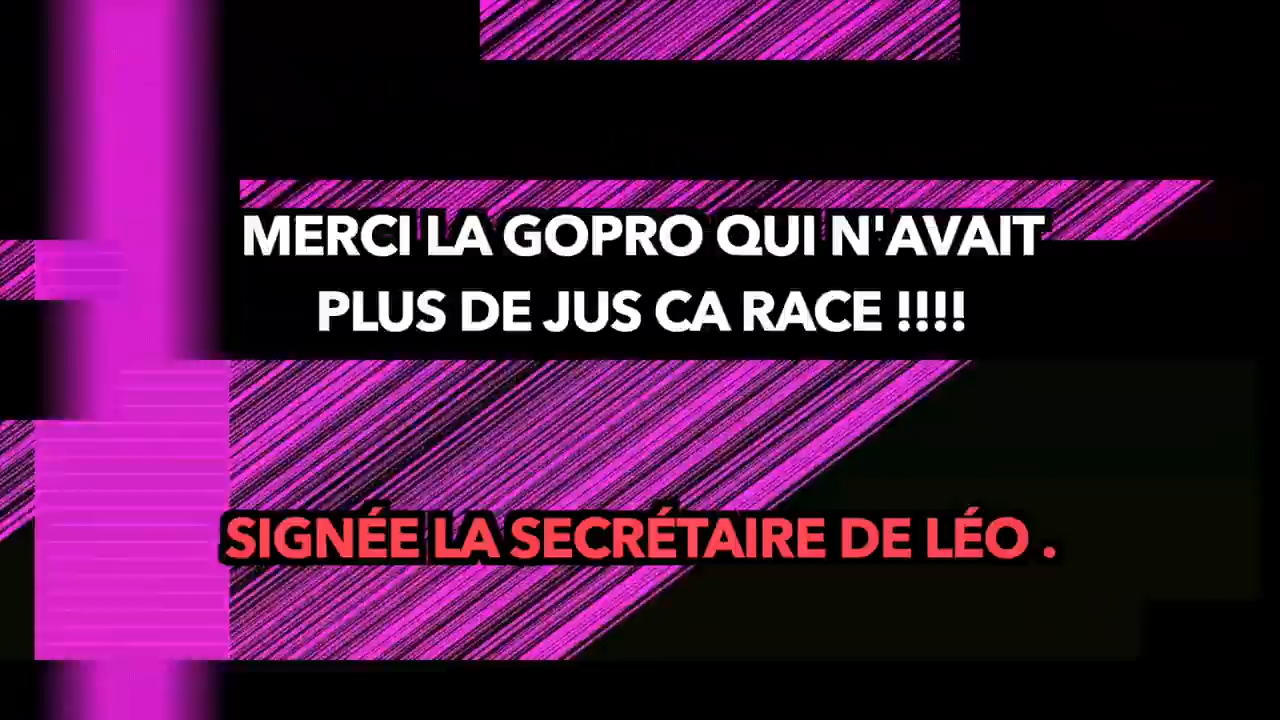 MERCI LA GOPRO QUI N'AVAIT
PLUS DE JUS CA RACE !!!!
SIGNÉE LA SECRÉTAIRE DE LÉO .